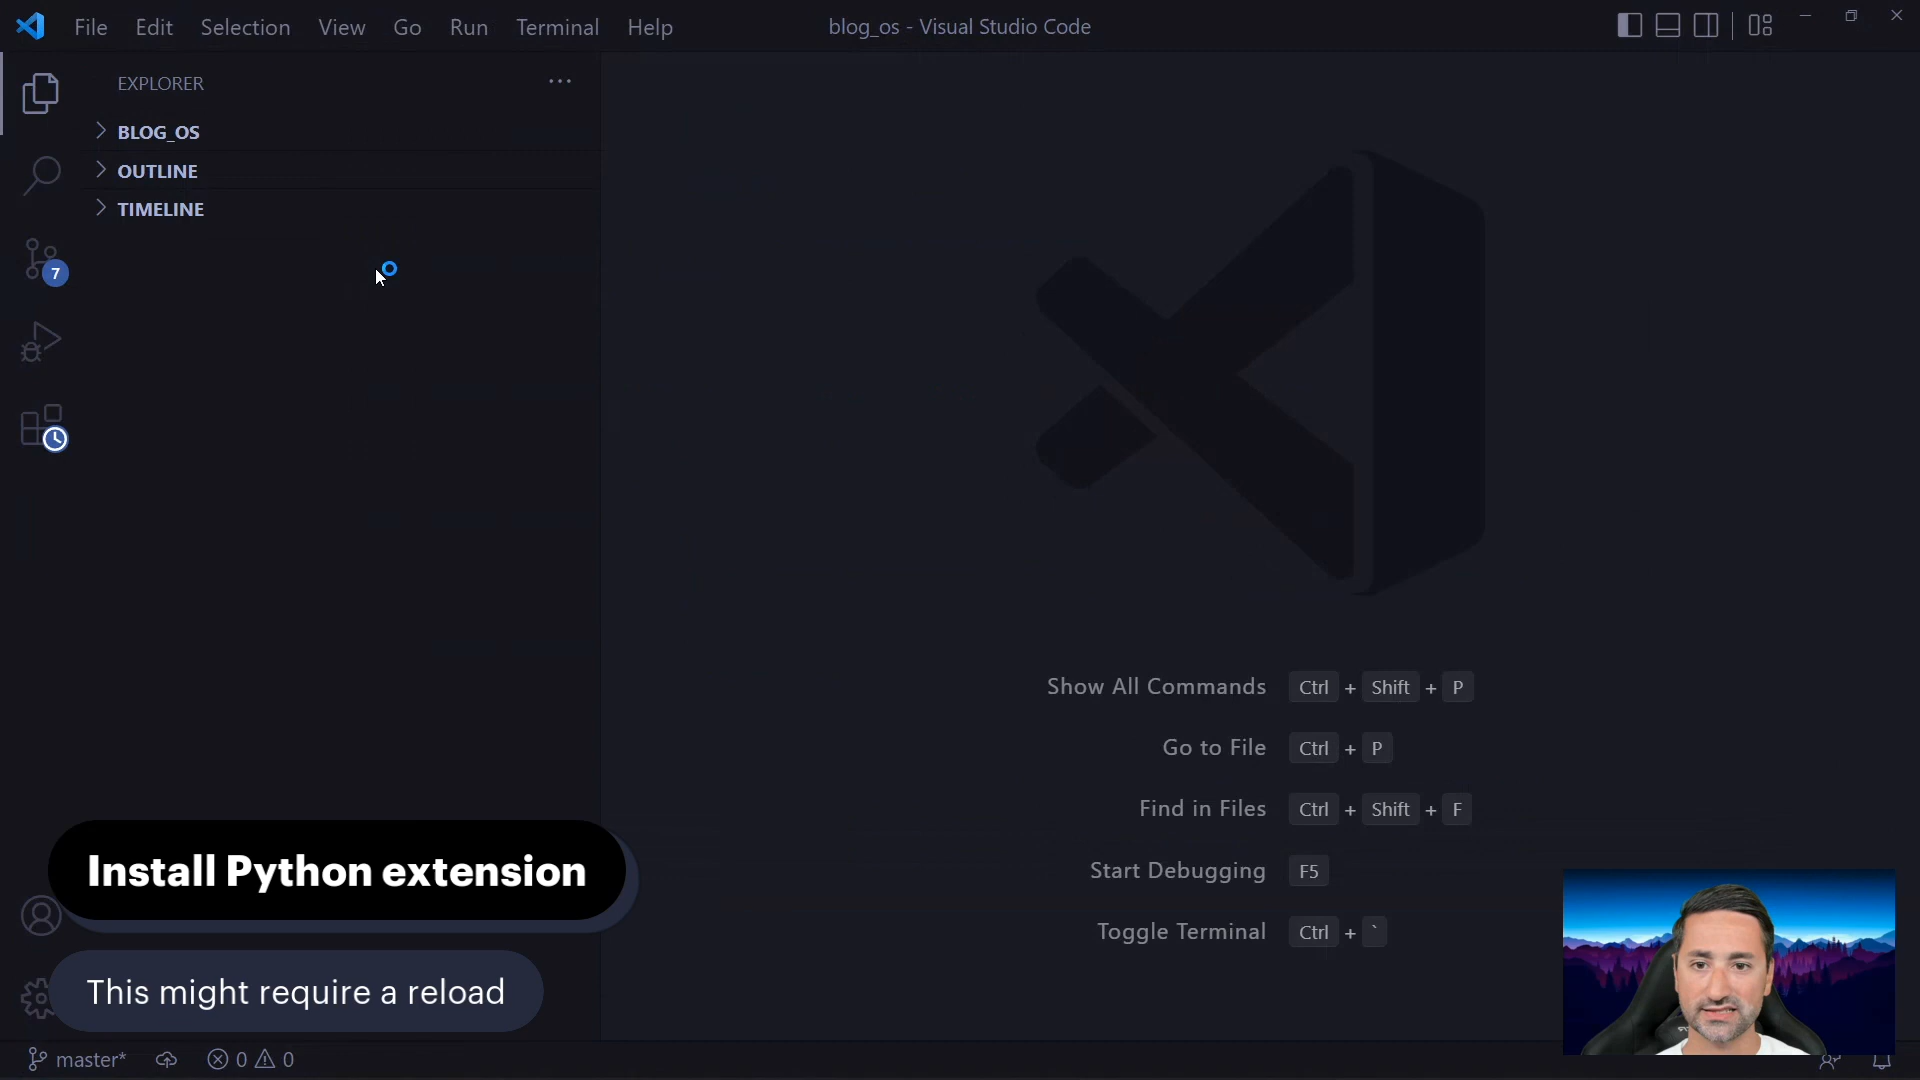 File Edit Selection View Go Run Terminal Help
blog_os - Visual Studio Code
EXPLORER
BLOG_OS
OUTLINE
TIMELINE
7
Show All Commands Ctrl + Shift + P
Go to File Ctrl + P
Find in Files Ctrl + Shift + F
Start Debugging F5
Toggle Terminal Ctrl + `
Install Python extension
This might require a reload
master* 0 0